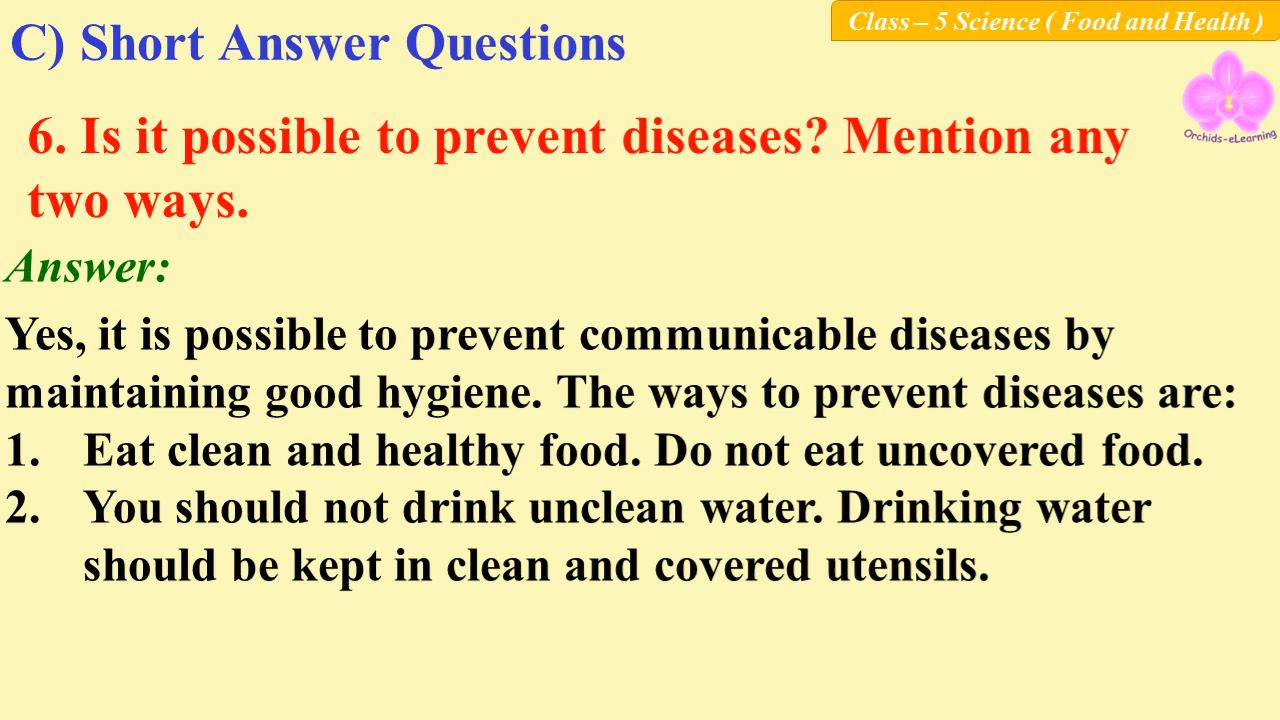 Class – 5 Science ( Food and Health )
C) Short Answer Questions
Orchids-eLearning
6. Is it possible to prevent diseases? Mention any
two ways.
Answer:
Yes, it is possible to prevent communicable diseases by
maintaining good hygiene. The ways to prevent diseases are:
1. Eat clean and healthy food. Do not eat uncovered food.
2. You should not drink unclean water. Drinking water
should be kept in clean and covered utensils.